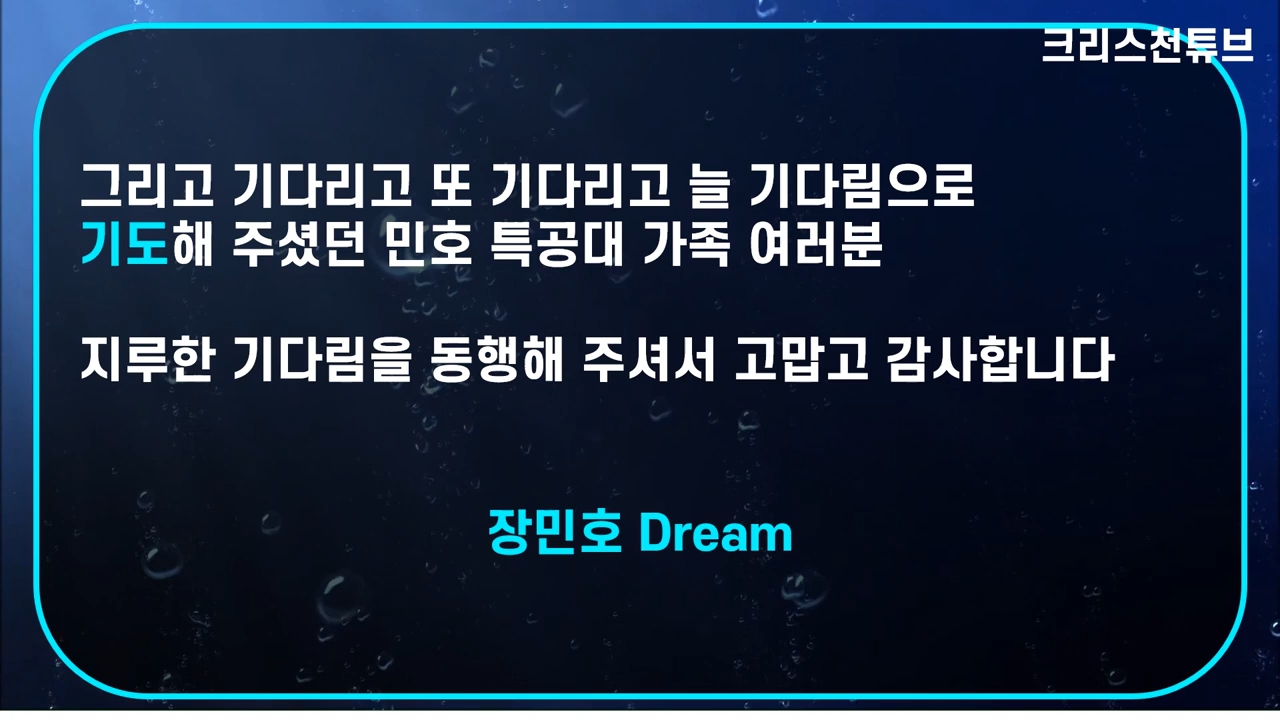 크리스천튜브
그리고 기다리고 또 기다리고 늘 기다림으로
기도해 주셨던 민호 특공대 가족 여러분
지루한 기다림을 동행해 주셔서 고맙고 감사합니다
장민호 Dream